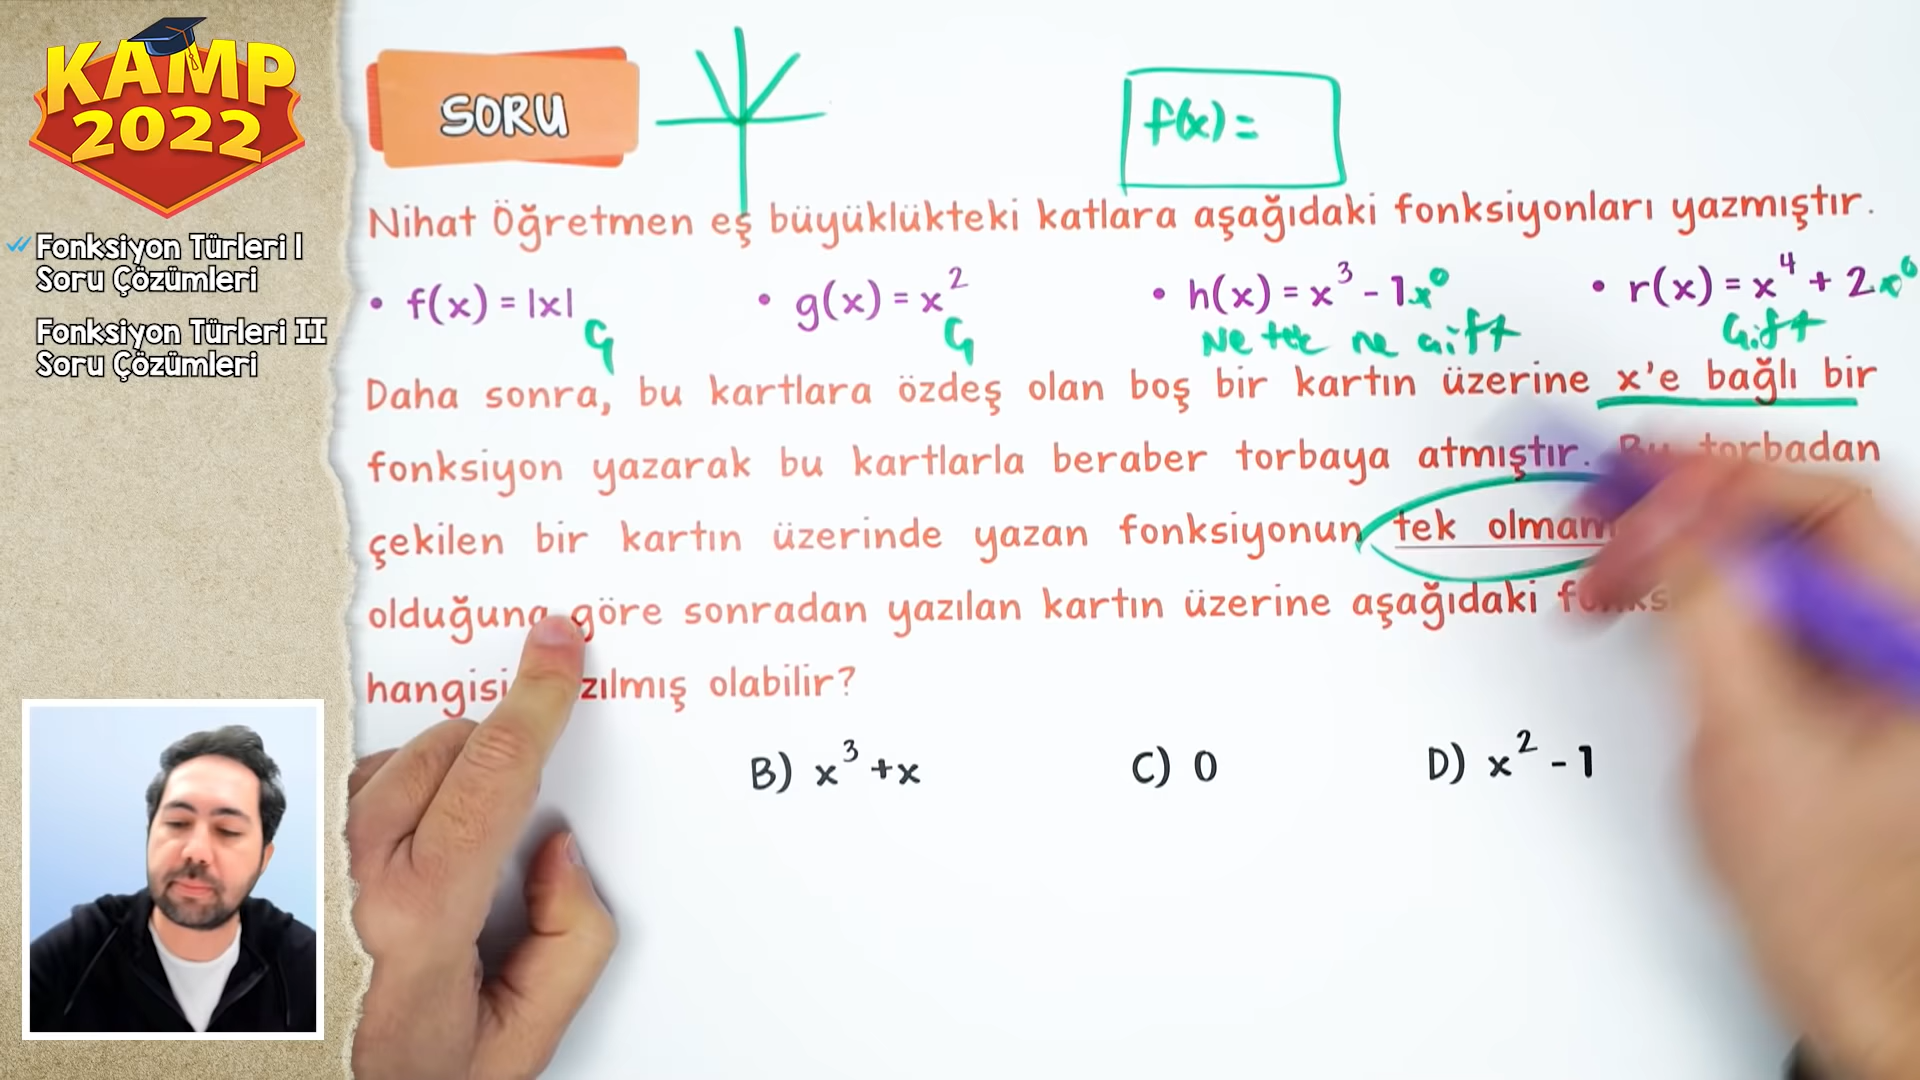 KAMP
2022
Fonksiyon Türleri I
Soru Çözümleri
Fonksiyon Türleri II
Soru Çözümleri
SORU
f(x) =
Nihat Öğretmen eş büyüklükteki katlara aşağıdaki fonksiyonları yazmıştır.
• f(x) = |x| Ç
• g(x) = x² Ç
• h(x) = x³ - 1x⁰
Ne tek ne çift
• r(x) = x⁴ + 2x⁰
Çift
Daha sonra, bu kartlara özdeş olan boş bir kartın üzerine x'e bağlı bir
fonksiyon yazarak bu kartlarla beraber torbaya atmıştır. Bu torbadan
çekilen bir kartın üzerinde yazan fonksiyonun tek
olduğuna göre sonradan yazılan kartın üzerine aşağıdaki
olabilir?
B) x³ + x
C) 0
D) x² - 1